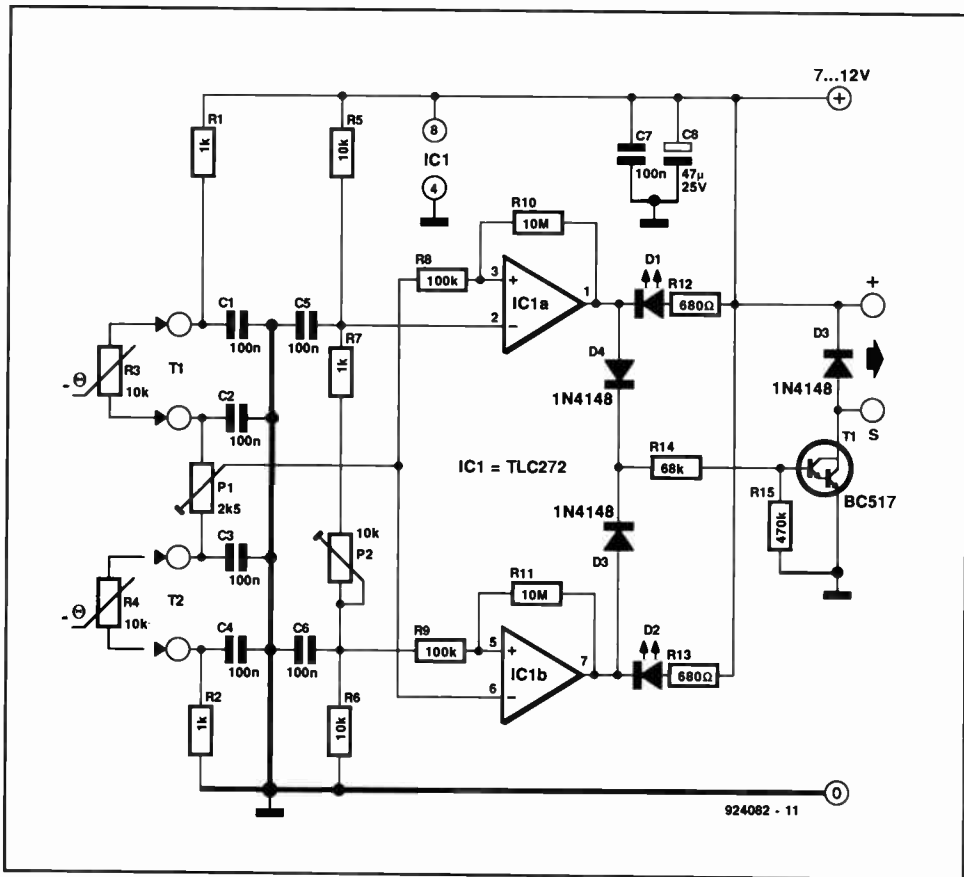 7...12V
+
R1
1k
R5
10k
8
IC1
4
C7
100n
C8
47µ
25V
R10
10M
R8
100k
3
+
2
−
IC1a
1
D1
R12
680Ω
+
C1
100n
C5
100n
R7
1k
T1
-Θ
R3
10k
C2
100n
D4
1N4148
D3
1N4148
S
T1
BC517
P1
2k5
IC1 = TLC272
R14
68k
R15
470k
10k
P2
1N4148
D3
C3
100n
-Θ
R4
10k
T2
C4
100n
C6
100n
R9
100k
R11
10M
5
+
6
−
IC1b
7
D2
R13
680Ω
R2
1k
R6
10k
0
924082 - 11